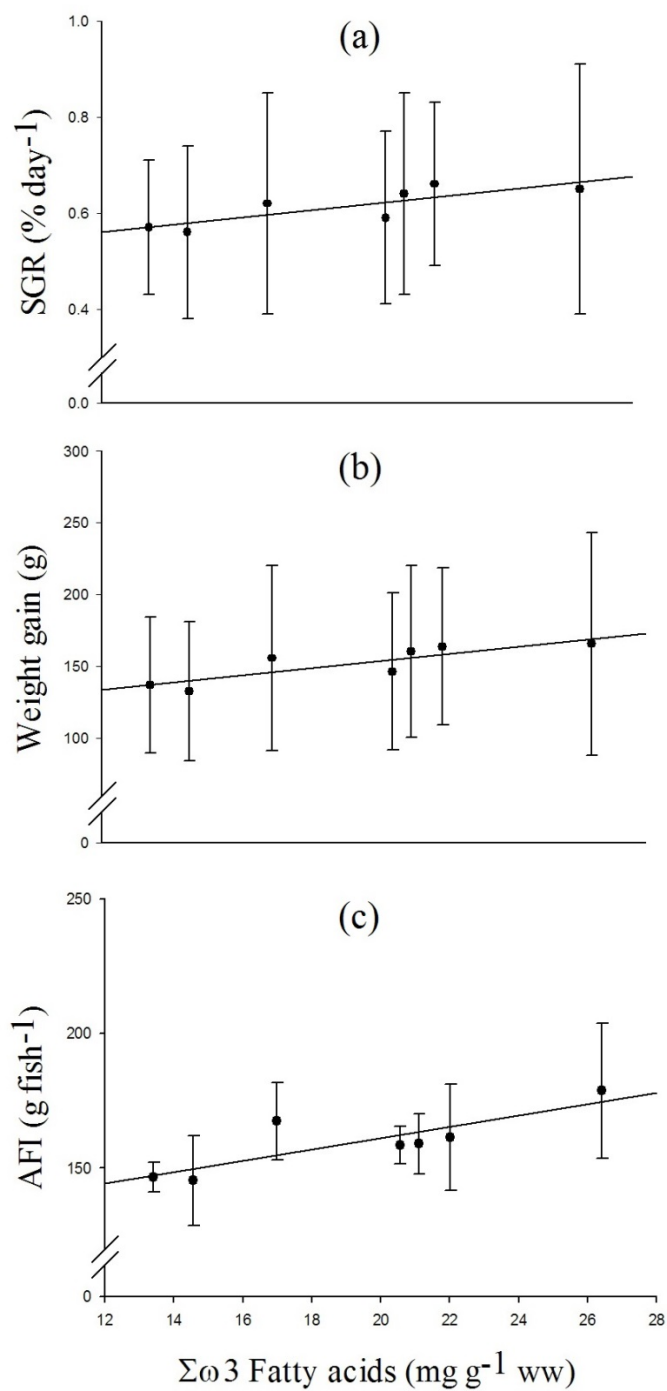 (a)
SGR (% day-1)
1.0
0.8
0.6
0.4
0.0
(b)
Weight gain (g)
300
250
200
150
100
0
(c)
AFI (g fish-1)
250
200
150
0
12 14 16 18 20 22 24 26 28
Σω3 Fatty acids (mg g-1 ww)